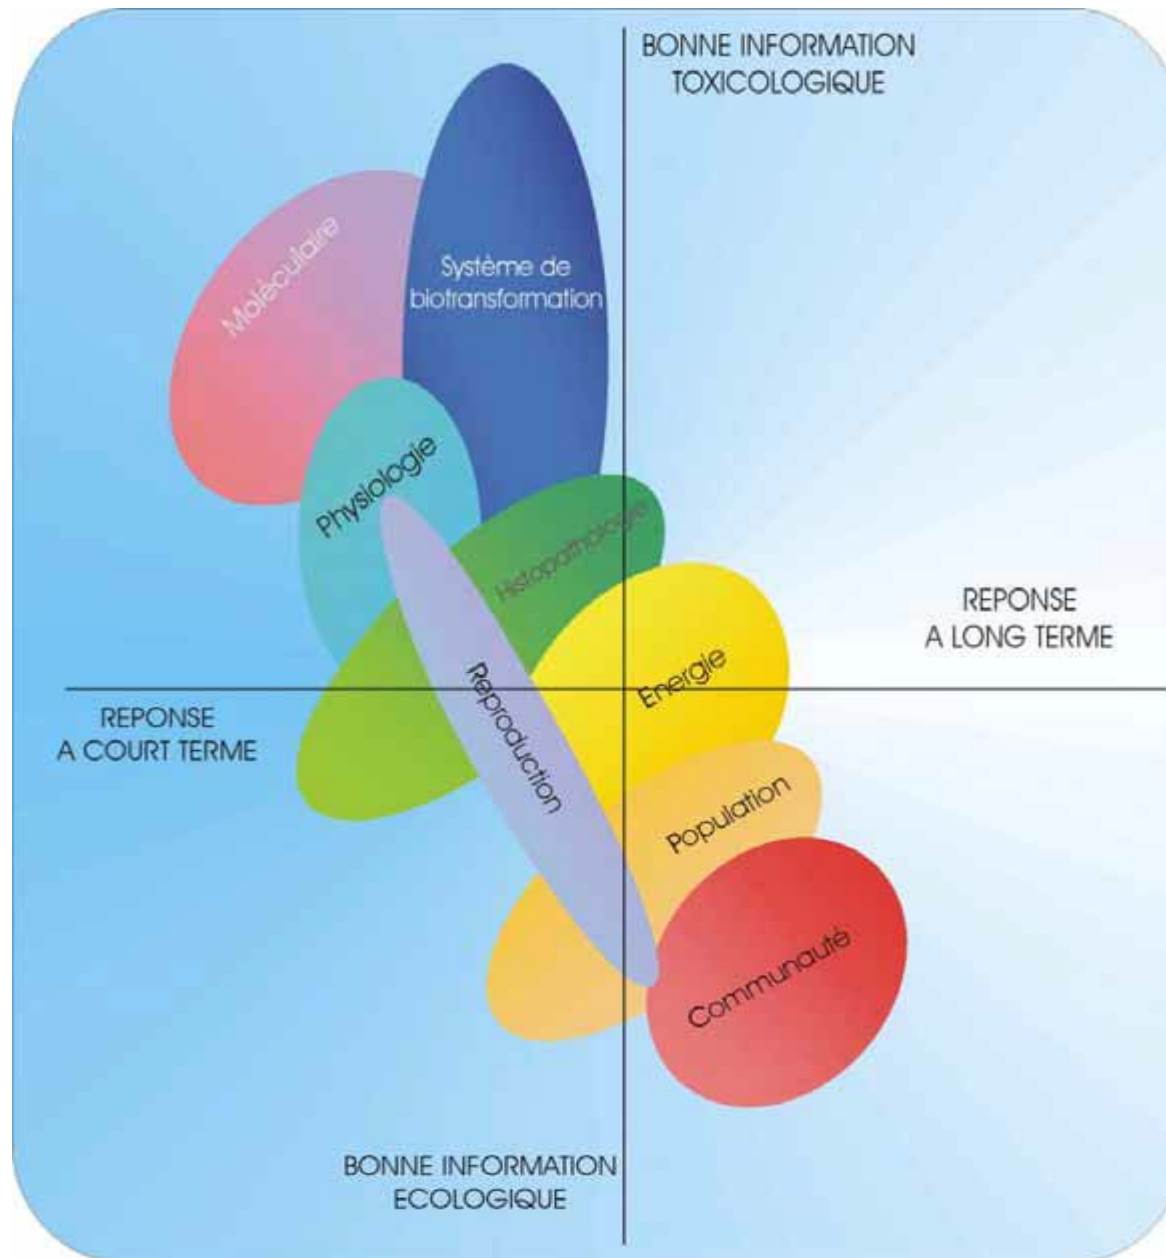 BONNE INFORMATION
TOXICOLOGIQUE
Moléculaire
Système de
biotransformation
Physiologie
Histopathologie
REPONSE
A LONG TERME
Energie
Reproduction
REPONSE
A COURT TERME
Population
Communauté
BONNE INFORMATION
ECOLOGIQUE